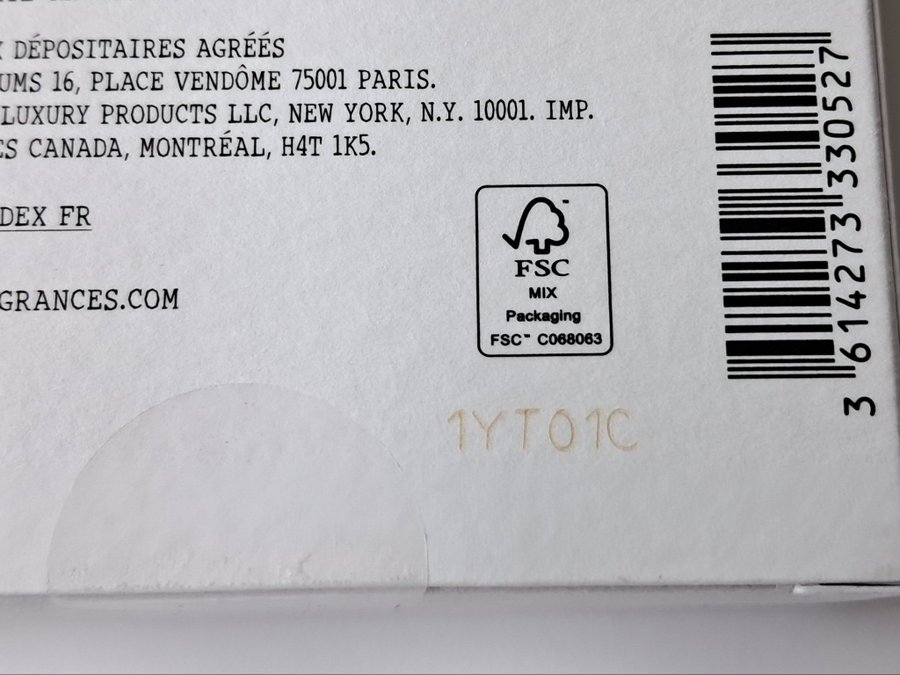 DÉPOSITAIRES AGRÉÉS
UMS 16, PLACE VENDÔME 75001 PARIS.
LUXURY PRODUCTS LLC, NEW YORK, N.Y. 10001. IMP.
CS CANADA, MONTRÉAL, H4T 1K5.
DEX FR
GRANCES.COM
FSC
MIX
Packaging
FSC™ C068063
1YT01C
3 614273 330527